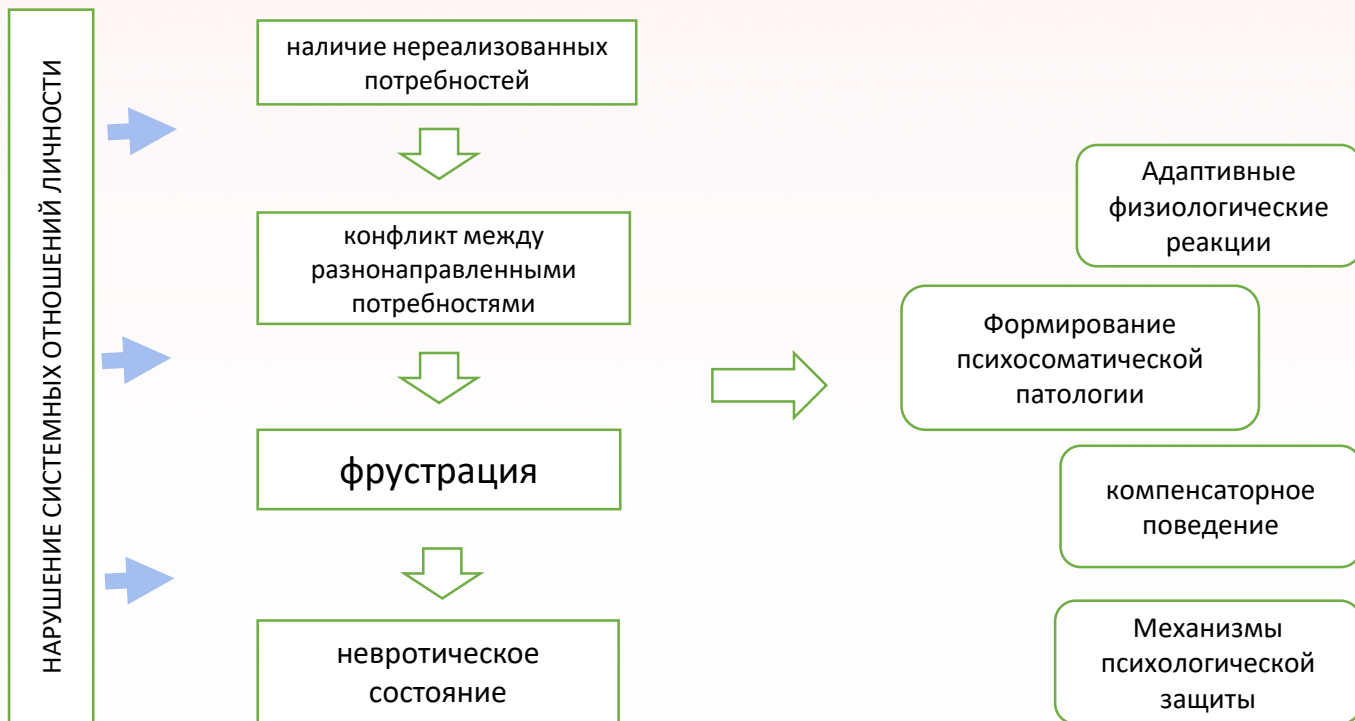 НАРУШЕНИЕ СИСТЕМНЫХ ОТНОШЕНИЙ ЛИЧНОСТИ
наличие нереализованных
потребностей
конфликт между
разнонаправленными
потребностями
фрустрация
невротическое
состояние
Адаптивные
физиологические
реакции
Формирование
психосоматической
патологии
компенсаторное
поведение
Механизмы
психологической
защиты